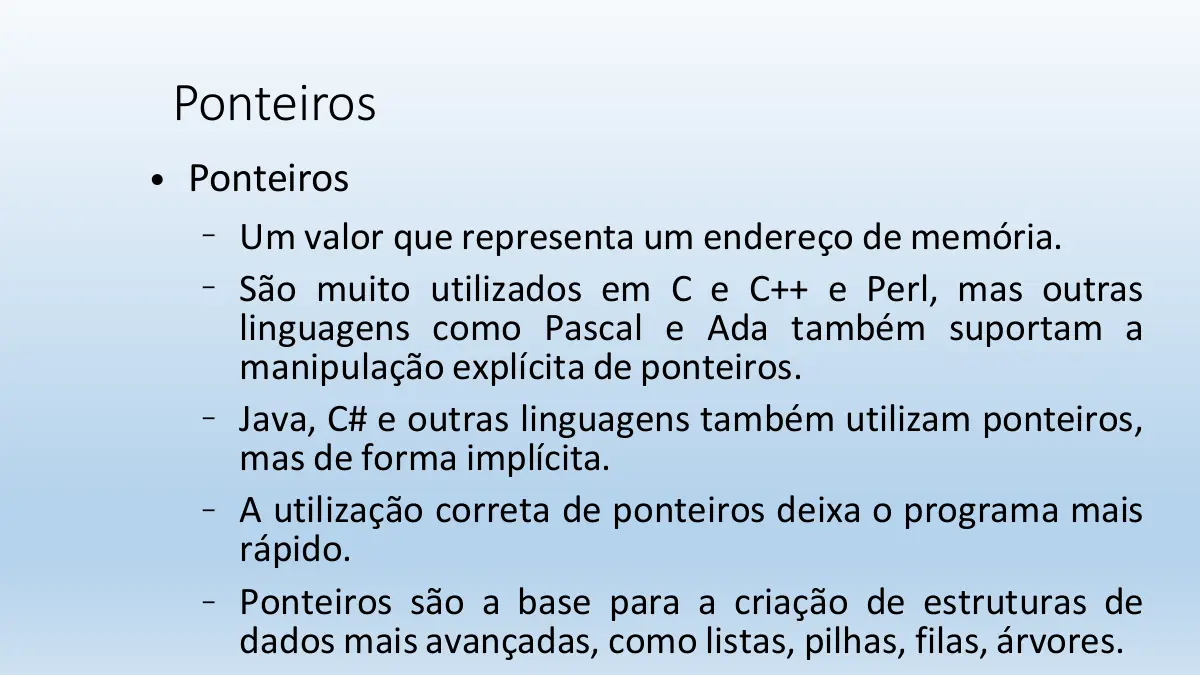 Ponteiros
• Ponteiros
– Um valor que representa um endereço de memória.
– São muito utilizados em C e C++ e Perl, mas outras
linguagens como Pascal e Ada também suportam a
manipulação explícita de ponteiros.
– Java, C# e outras linguagens também utilizam ponteiros,
mas de forma implícita.
– A utilização correta de ponteiros deixa o programa mais
rápido.
– Ponteiros são a base para a criação de estruturas de
dados mais avançadas, como listas, pilhas, filas, árvores.